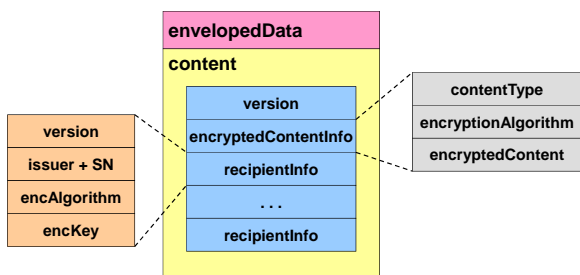 envelopedData
content
version
encryptedContentInfo
recipientInfo
. . .
recipientInfo
version
issuer + SN
encAlgorithm
encKey
contentType
encryptionAlgorithm
encryptedContent